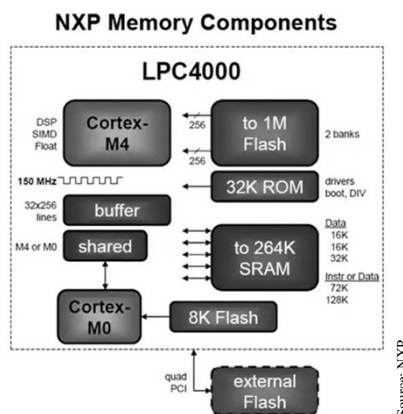 NXP Memory Components
LPC4000
DSP
SIMD
Float
Cortex-
M4
256
256
to 1M
Flash
2 banks
150 MHz
32K ROM
drivers
boot, DIV
32x256
lines
buffer
M4 or M0
shared
to 264K
SRAM
Data
16K
16K
32K
Instr or Data
72K
128K
Cortex-
M0
8K Flash
quad
PCI
external
Flash
Source: NXP